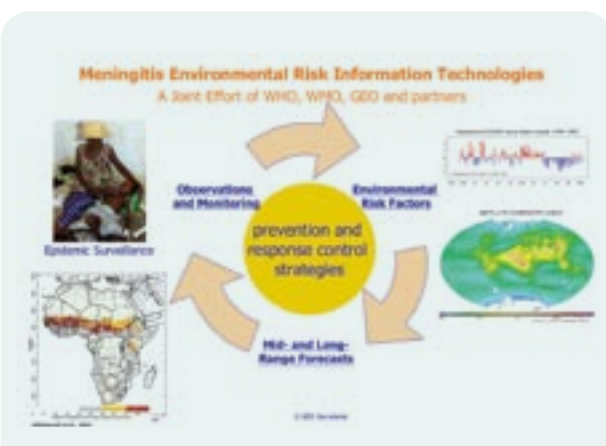 Meningitis Environmental Risk Information Technologies
A Joint Effort of WHO, WMO, GEO and partners
Observations
and Monitoring
Environmental
Risk Factors
prevention and
response control
strategies
Epidemic Surveillance
Mid- and Long-
Range Forecasts